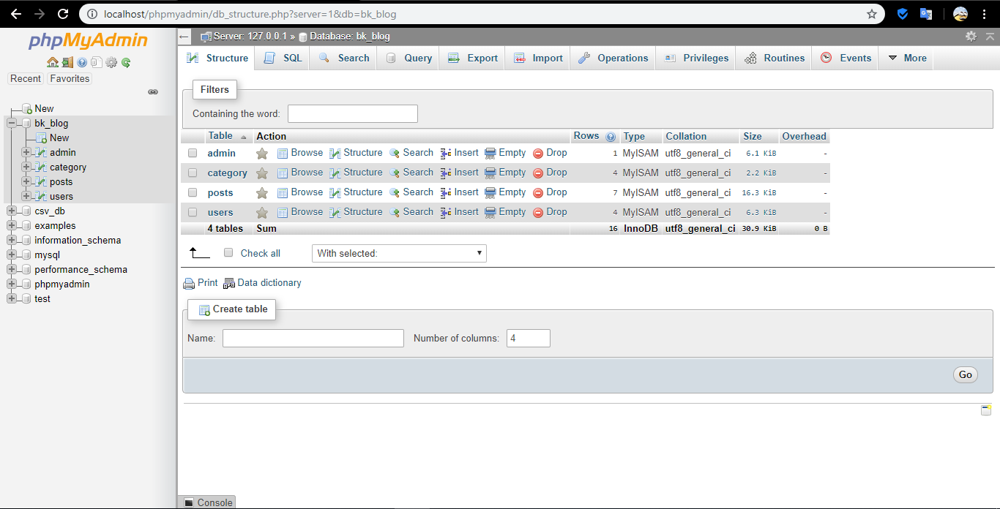 localhost/phpmyadmin/db_structure.php?server=1&db=bk_blog
phpMyAdmin
Recent Favorites
New
bk_blog
New
admin
category
posts
users
csv_db
examples
information_schema
mysql
performance_schema
phpmyadmin
test
Server: 127.0.0.1 » Database: bk_blog
Structure SQL Search Query Export Import Operations Privileges Routines Events More
Filters
Containing the word:
Table Action Rows Type Collation Size Overhead
admin Browse Structure Search Insert Empty Drop 1 MyISAM utf8_general_ci 6.1 KiB -
category Browse Structure Search Insert Empty Drop 4 MyISAM utf8_general_ci 2.2 KiB -
posts Browse Structure Search Insert Empty Drop 7 MyISAM utf8_general_ci 16.3 KiB -
users Browse Structure Search Insert Empty Drop 4 MyISAM utf8_general_ci 6.3 KiB -
4 tables Sum 16 InnoDB utf8_general_ci 30.9 KiB 0 B
Check all With selected:
Print Data dictionary
Create table
Name: Number of columns: 4
Go
Console